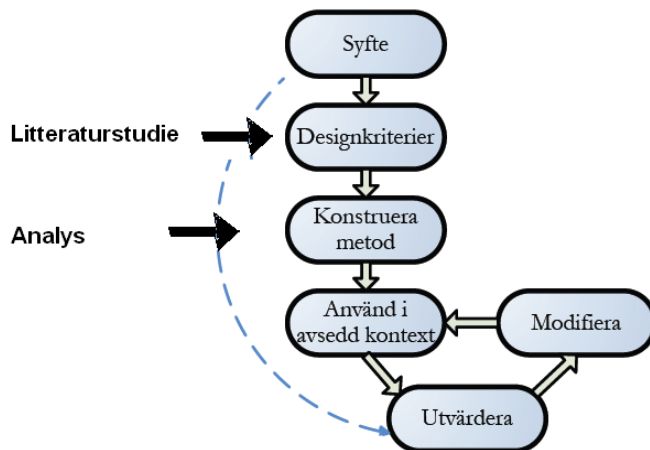 Syfte
Litteraturstudie
Designkriterier
Konstruera
metod
Analys
Använd i
avsedd kontext
Modifiera
Utvärdera